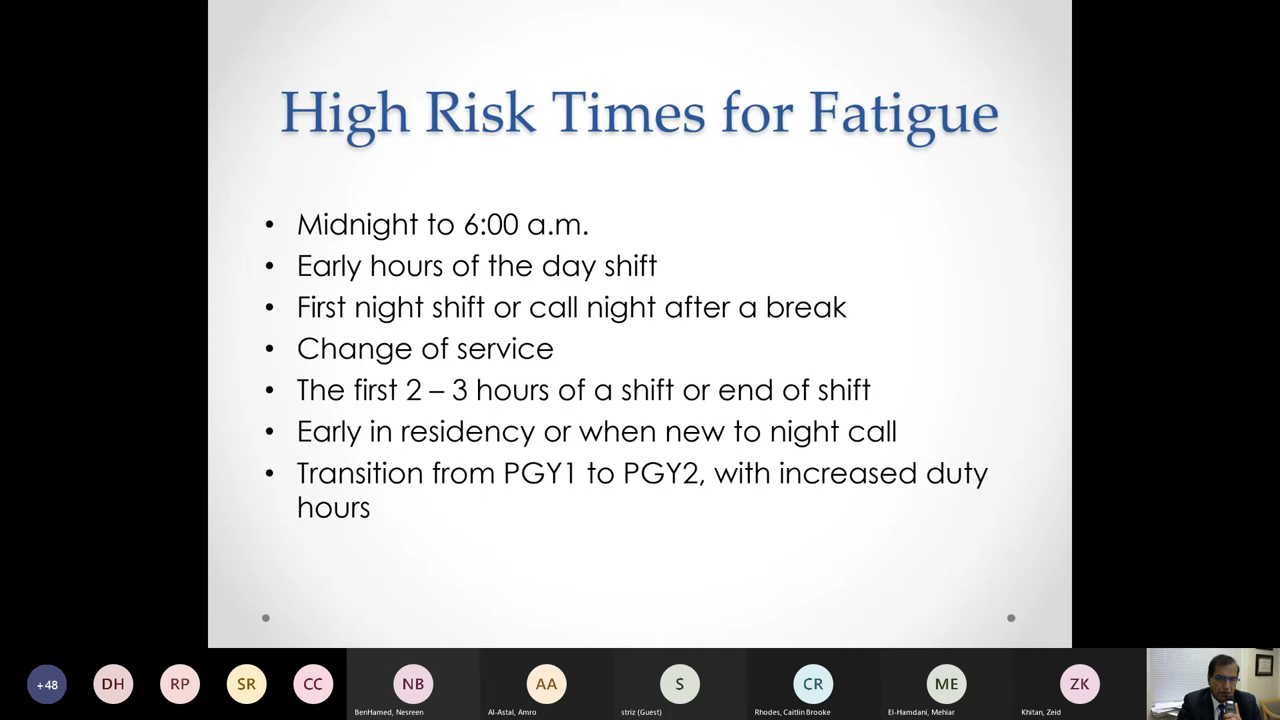 High Risk Times for Fatigue
• Midnight to 6:00 a.m.
• Early hours of the day shift
• First night shift or call night after a break
• Change of service
• The first 2 – 3 hours of a shift or end of shift
• Early in residency or when new to night call
• Transition from PGY1 to PGY2, with increased duty
hours
+48 DH RP SR CC NB AA S CR ME ZK
BenHamed, Nesreen Al-Astal, Amro striz (Guest) Rhodes, Caitlin Brooke El-Hamdani, Mehiar Khitan, Zeid